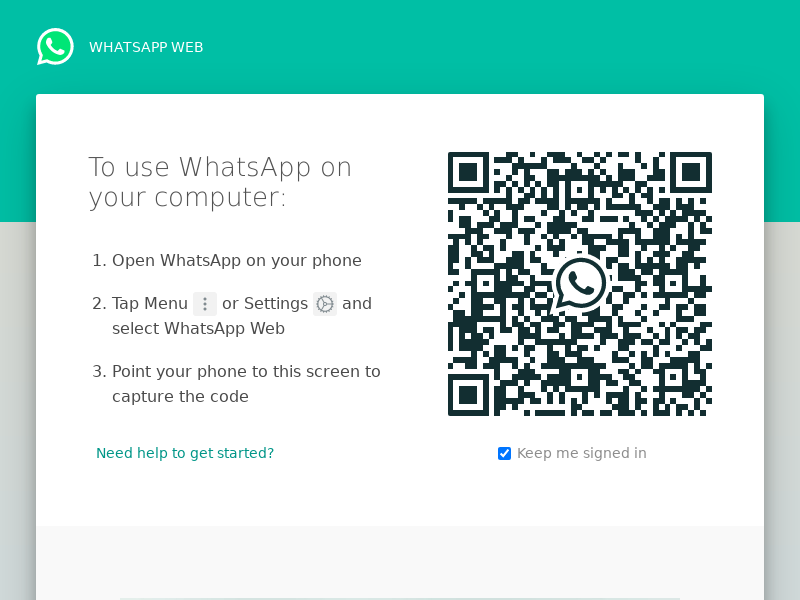 WHATSAPP WEB
To use WhatsApp on
your computer:
1. Open WhatsApp on your phone
2. Tap Menu or Settings and
select WhatsApp Web
3. Point your phone to this screen to
capture the code
Need help to get started?
Keep me signed in